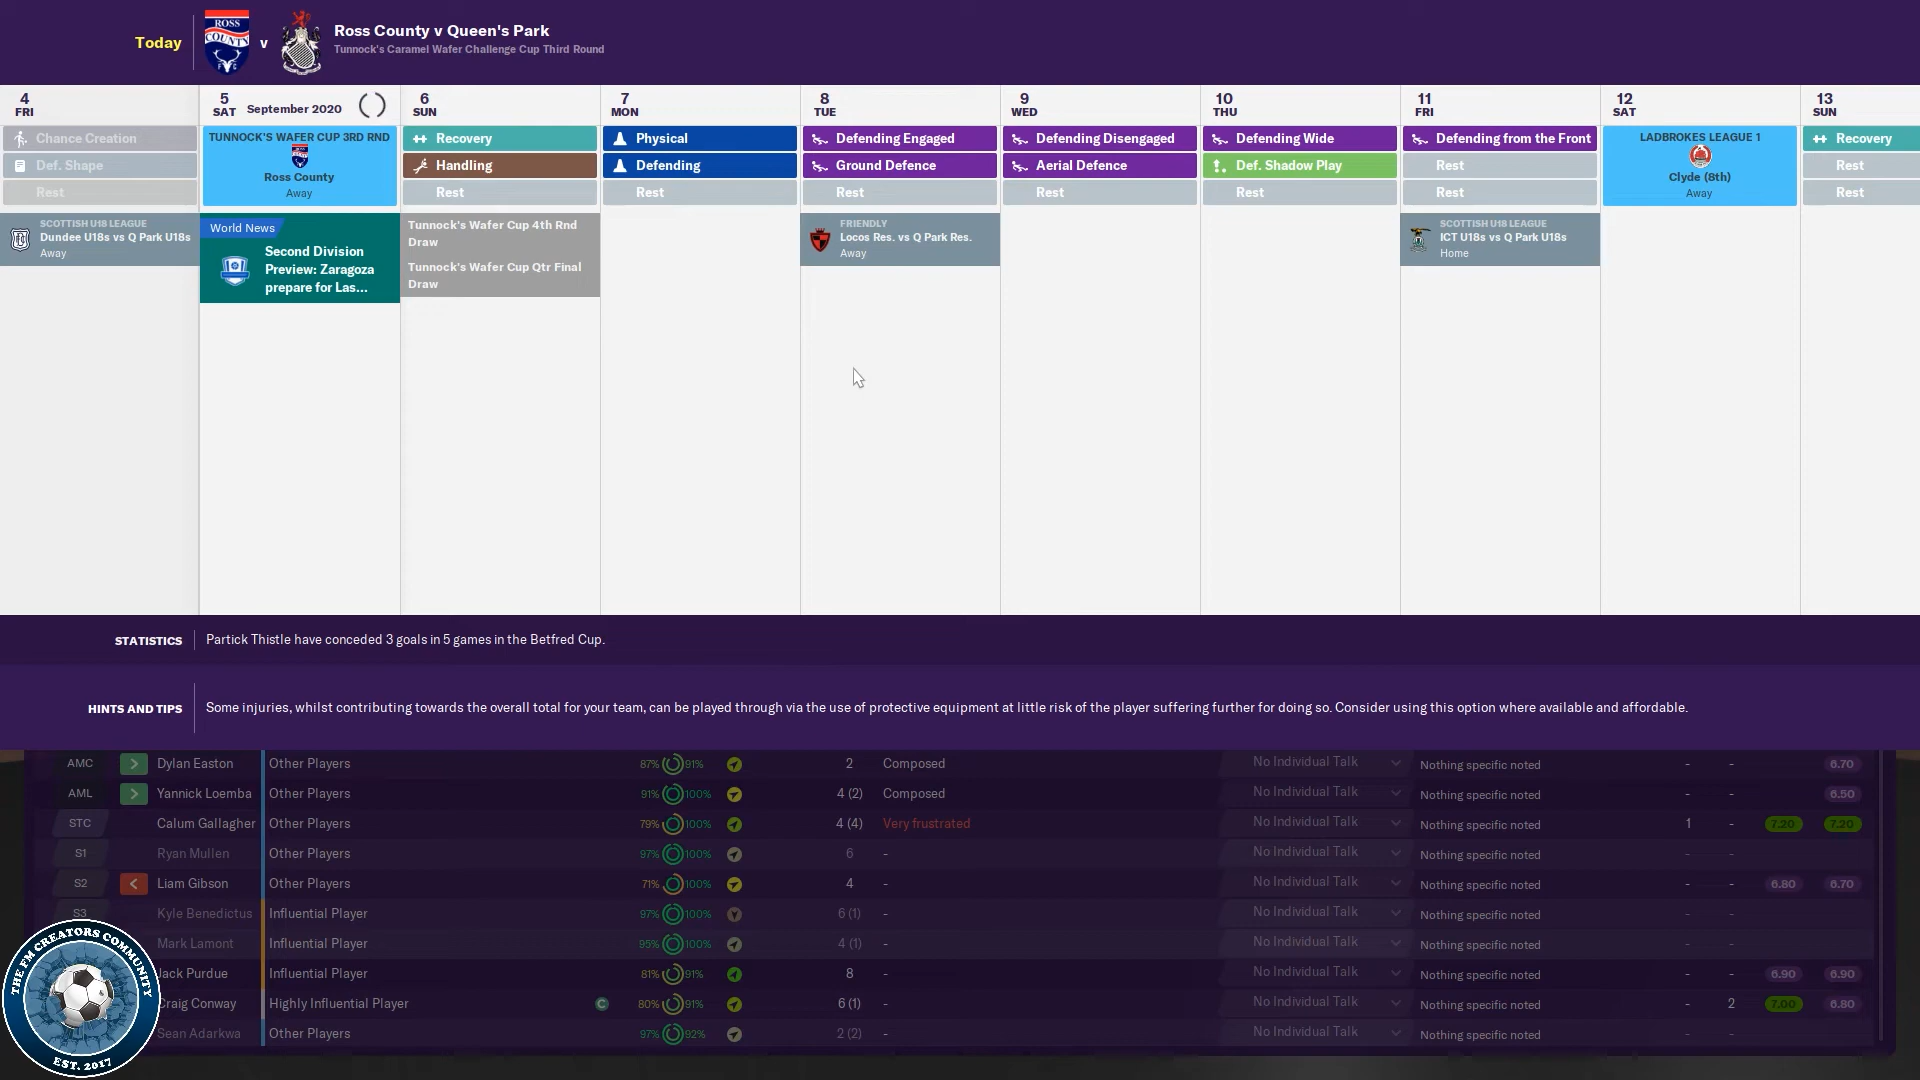 Today
ROSS COUNTY
v
Ross County v Queen's Park
Tunnock's Caramel Wafer Challenge Cup Third Round
4 FRI
5 SAT September 2020
6 SUN
7 MON
8 TUE
9 WED
10 THU
11 FRI
12 SAT
13 SUN
Chance Creation
Def. Shape
Rest
TUNNOCK'S WAFER CUP 3RD RND
Ross County
Away
Recovery
Handling
Rest
Physical
Defending
Rest
Defending Engaged
Ground Defence
Rest
Defending Disengaged
Aerial Defence
Rest
Defending Wide
Def. Shadow Play
Rest
Defending from the Front
Rest
Rest
LADBROKES LEAGUE 1
Clyde (8th)
Away
Recovery
Rest
Rest
SCOTTISH U18 LEAGUE
Dundee U18s vs Q Park U18s
Away
World News
Second Division
Preview: Zaragoza
prepare for Las...
Tunnock's Wafer Cup 4th Rnd
Draw
Tunnock's Wafer Cup Qtr Final
Draw
FRIENDLY
Locos Res. vs Q Park Res.
Away
SCOTTISH U18 LEAGUE
ICT U18s vs Q Park U18s
Home
STATISTICS Partick Thistle have conceded 3 goals in 5 games in the Betfred Cup.
HINTS AND TIPS Some injuries, whilst contributing towards the overall total for your team, can be played through via the use of protective equipment at little risk of the player suffering further for doing so. Consider using this option where available and affordable.
AMC Dylan Easton Other Players 87% 91% 2 Composed No Individual Talk Nothing specific noted - - 6.70
AML Yannick Loemba Other Players 91% 100% 4 (2) Composed No Individual Talk Nothing specific noted - - 6.50
STC Calum Gallagher Other Players 79% 100% 4 (4) Very frustrated No Individual Talk Nothing specific noted 1 - 7.20 7.20
S1 Ryan Mullen Other Players 97% 100% 6 - No Individual Talk Nothing specific noted - -
S2 Liam Gibson Other Players 71% 100% 4 - No Individual Talk Nothing specific noted - - 6.80 6.70
S3 Kyle Benedictus Influential Player 97% 100% 6 (1) - No Individual Talk Nothing specific noted - -
Mark Lamont Influential Player 95% 100% 4 (1) - No Individual Talk Nothing specific noted - -
Jack Purdue Influential Player 81% 91% 8 - No Individual Talk Nothing specific noted - - 6.90 6.90
Craig Conway Highly Influential Player C 80% 91% 6 (1) - No Individual Talk Nothing specific noted - 2 7.00 6.80
Sean Adarkwa Other Players 97% 92% 2 (2) - No Individual Talk Nothing specific noted - -
THE FM CREATORS COMMUNITY
EST. 2017